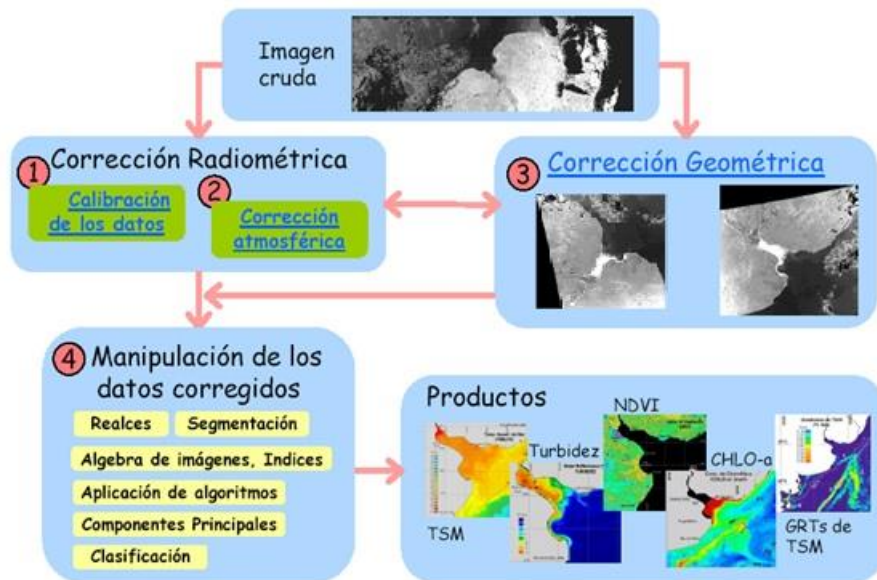 Imagen
cruda
1
Corrección Radiométrica
Calibración
de los datos
2
Corrección
atmosférica
3
Corrección Geométrica
4
Manipulación de los
datos corregidos
Realces
Segmentación
Algebra de imágenes, Indices
Aplicación de algoritmos
Componentes Principales
Clasificación
Productos
TSM
Turbidez
NDVI
CHLO-a
GRTs de
TSM